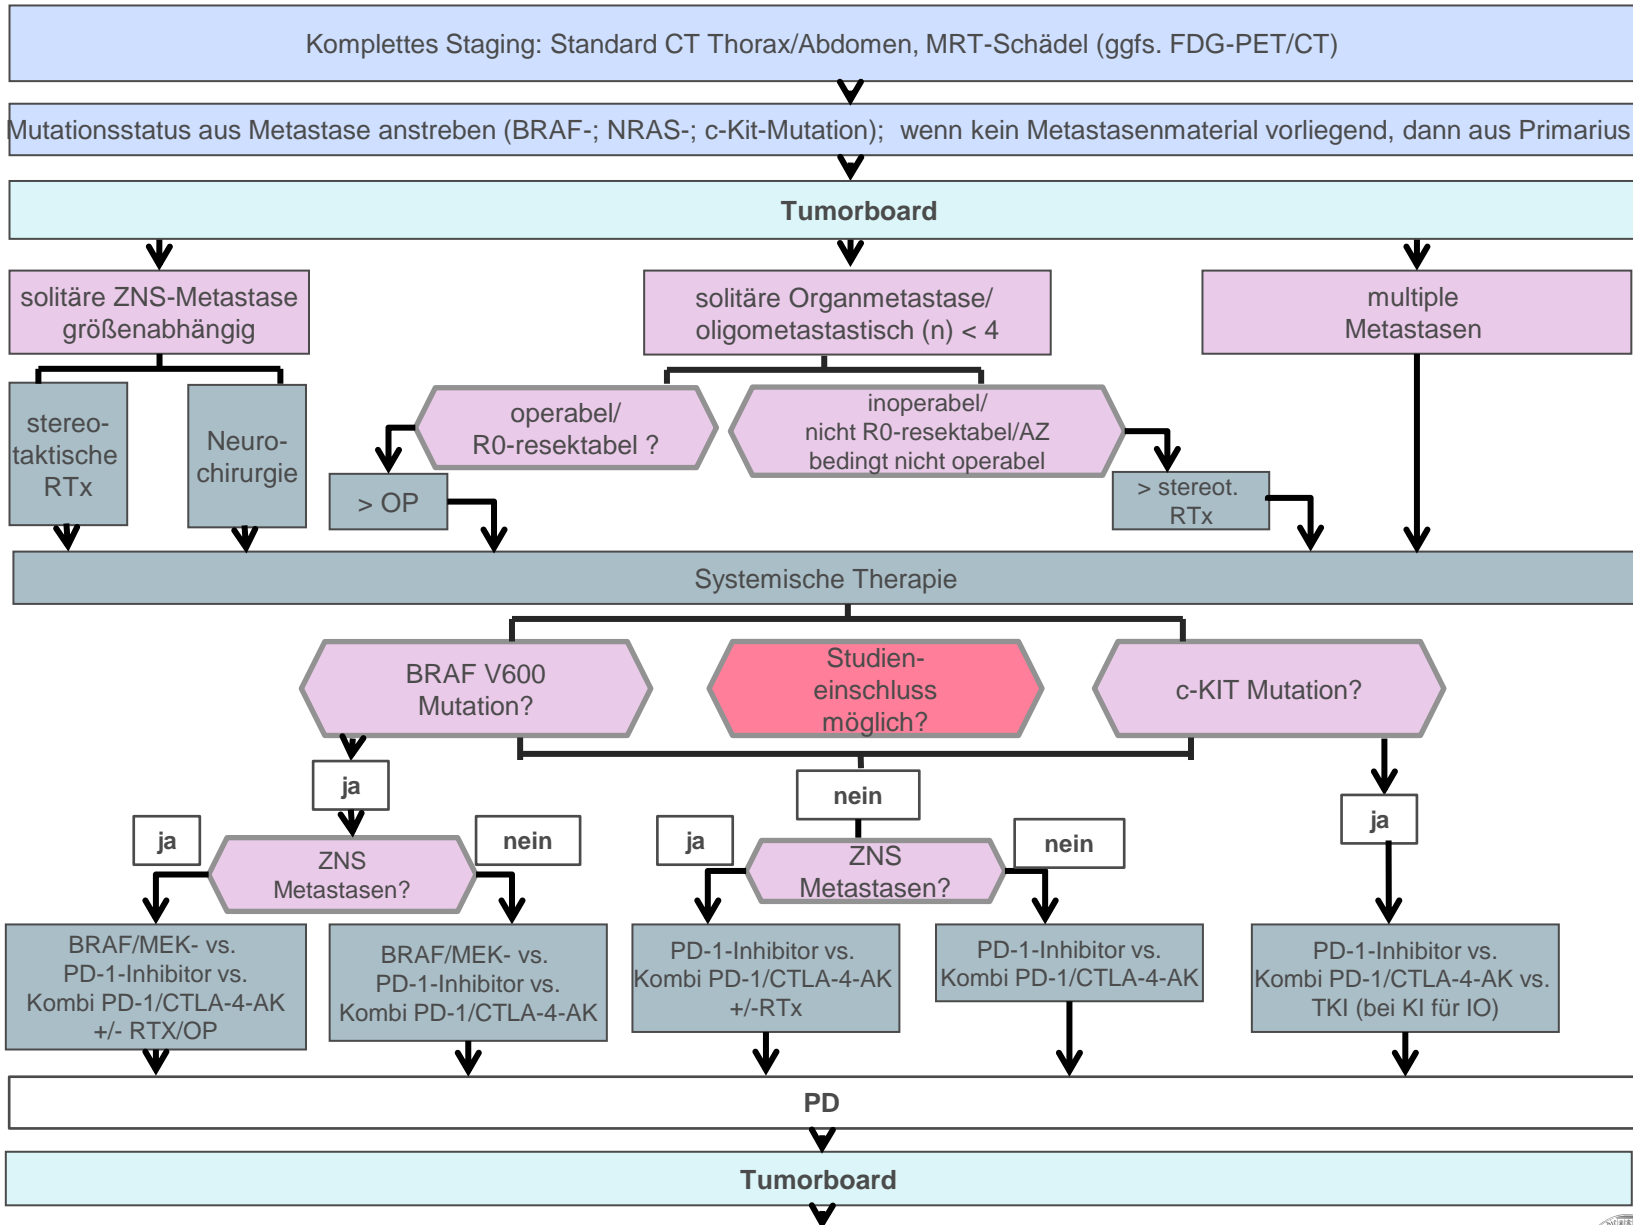 Komplettes Staging: Standard CT Thorax/Abdomen, MRT-Schädel (ggfs. FDG-PET/CT)
Mutationsstatus aus Metastase anstreben (BRAF-; NRAS-; c-Kit-Mutation);  wenn kein Metastasenmaterial vorliegend, dann aus Primarius
Tumorboard
solitäre ZNS-Metastase
größenabhängig
solitäre Organmetastase/
oligometastastisch (n) < 4
multiple
Metastasen
stereo-
taktische
RTx
Neuro-
chirurgie
operabel/
R0-resektabel ?
inoperabel/
nicht R0-resektabel/AZ
bedingt nicht operabel
> OP
> stereot.
RTx
Systemische Therapie
BRAF V600
Mutation?
Studien-
einschluss
möglich?
c-KIT Mutation?
ja
nein
ja
ja
ZNS
Metastasen?
nein
ja
ZNS
Metastasen?
nein
BRAF/MEK- vs.
PD-1-Inhibitor vs.
Kombi PD-1/CTLA-4-AK
+/- RTX/OP
BRAF/MEK- vs.
PD-1-Inhibitor vs.
Kombi PD-1/CTLA-4-AK
PD-1-Inhibitor vs.
Kombi PD-1/CTLA-4-AK
+/-RTx
PD-1-Inhibitor vs.
Kombi PD-1/CTLA-4-AK
PD-1-Inhibitor vs.
Kombi PD-1/CTLA-4-AK vs.
TKI (bei KI für IO)
PD
Tumorboard